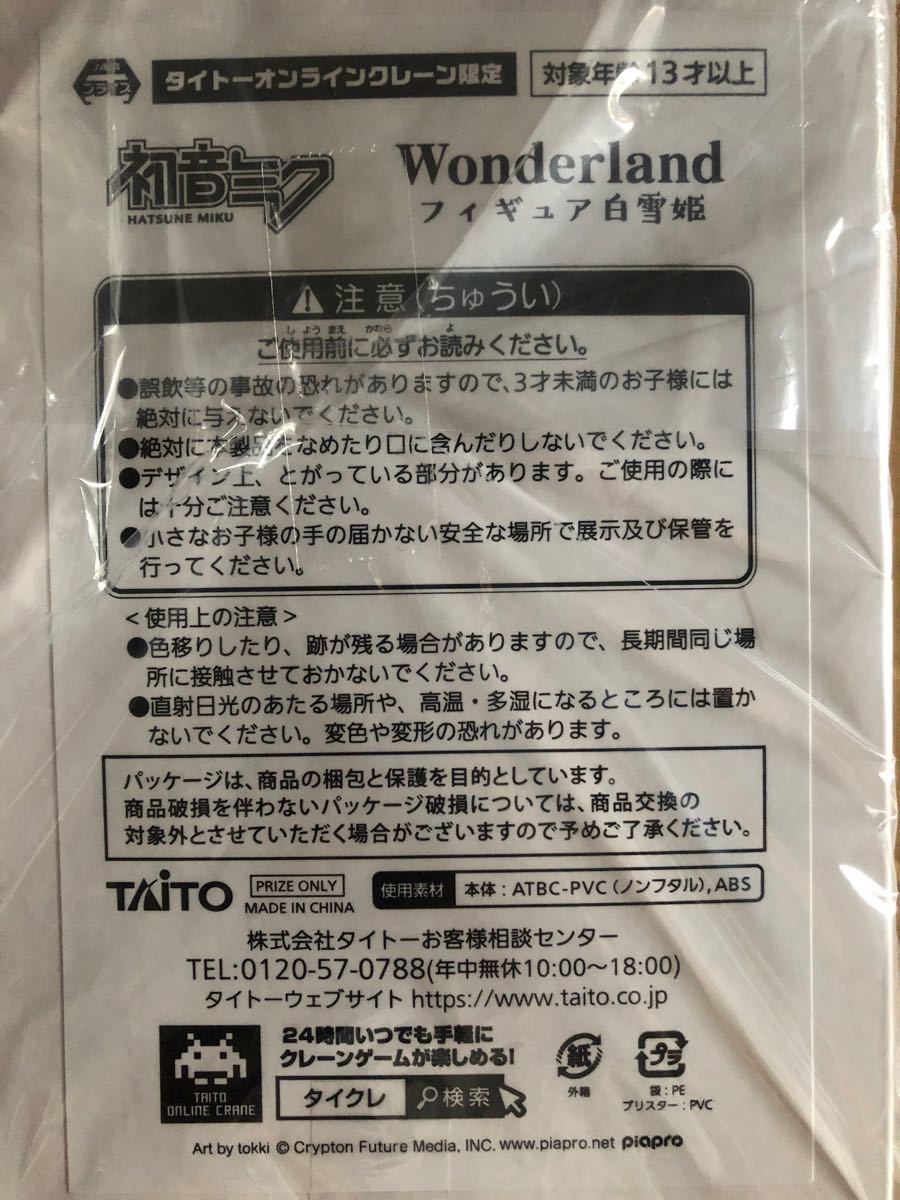 JAIA
プライズ
タイトーオンラインクレーン限定 対象年齢13才以上
初音ミク
HATSUNE MIKU
Wonderland
フィギュア白雪姫
注意(ちゅうい)
しよう まえ かなら よ
ご使用前に必ずお読みください。
●誤飲等の事故の恐れがありますので、3才未満のお子様には
絶対に与えないでください。
●絶対に本製品をなめたり口に含んだりしないでください。
●デザイン上、とがっている部分があります。ご使用の際に
は十分ご注意ください。
●小さなお子様の手の届かない安全な場所で展示及び保管を
行ってください。
<使用上の注意>
●色移りしたり、跡が残る場合がありますので、長期間同じ場
所に接触させておかないでください。
●直射日光のあたる場所や、高温・多湿になるところには置か
ないでください。変色や変形の恐れがあります。
パッケージは、商品の梱包と保護を目的としています。
商品破損を伴わないパッケージ破損については、商品交換の
対象外とさせていただく場合がございますので予めご了承ください。
TAITO PRIZE ONLY
MADE IN CHINA
使用素材 本体:ATBC-PVC(ノンフタル),ABS
株式会社タイトーお客様相談センター
TEL:0120-57-0788(年中無休10:00〜18:00)
タイトーウェブサイト https://www.taito.co.jp
TAITO
ONLINE CRANE
24時間いつでも手軽に
クレーンゲームが楽しめる!
タイクレ 検索
紙
外箱
プラ
袋:PE
ブリスター:PVC
Art by tokki © Crypton Future Media, INC. www.piapro.net piapro